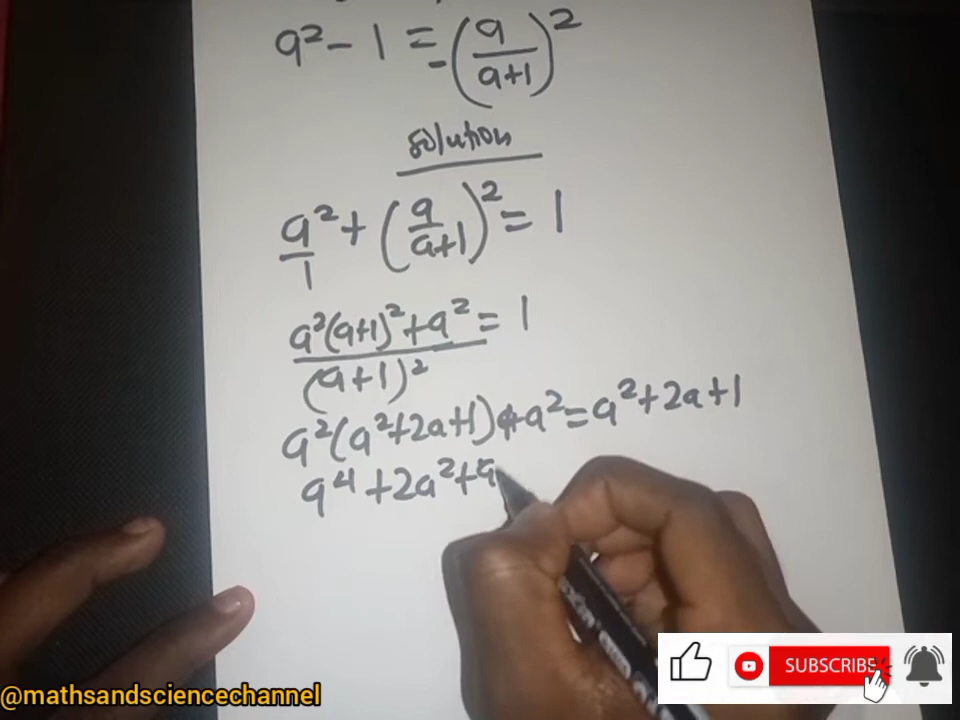 a² - 1 = (a/a+1)²
solution
a²/1 + (a/a+1)² = 1
a²(a+1)² + a²/(a+1)² = 1
a²(a²+2a+1) + a² = a² + 2a + 1
a⁴ + 2a² + a
SUBSCRIBE
@mathsandsciencechannel